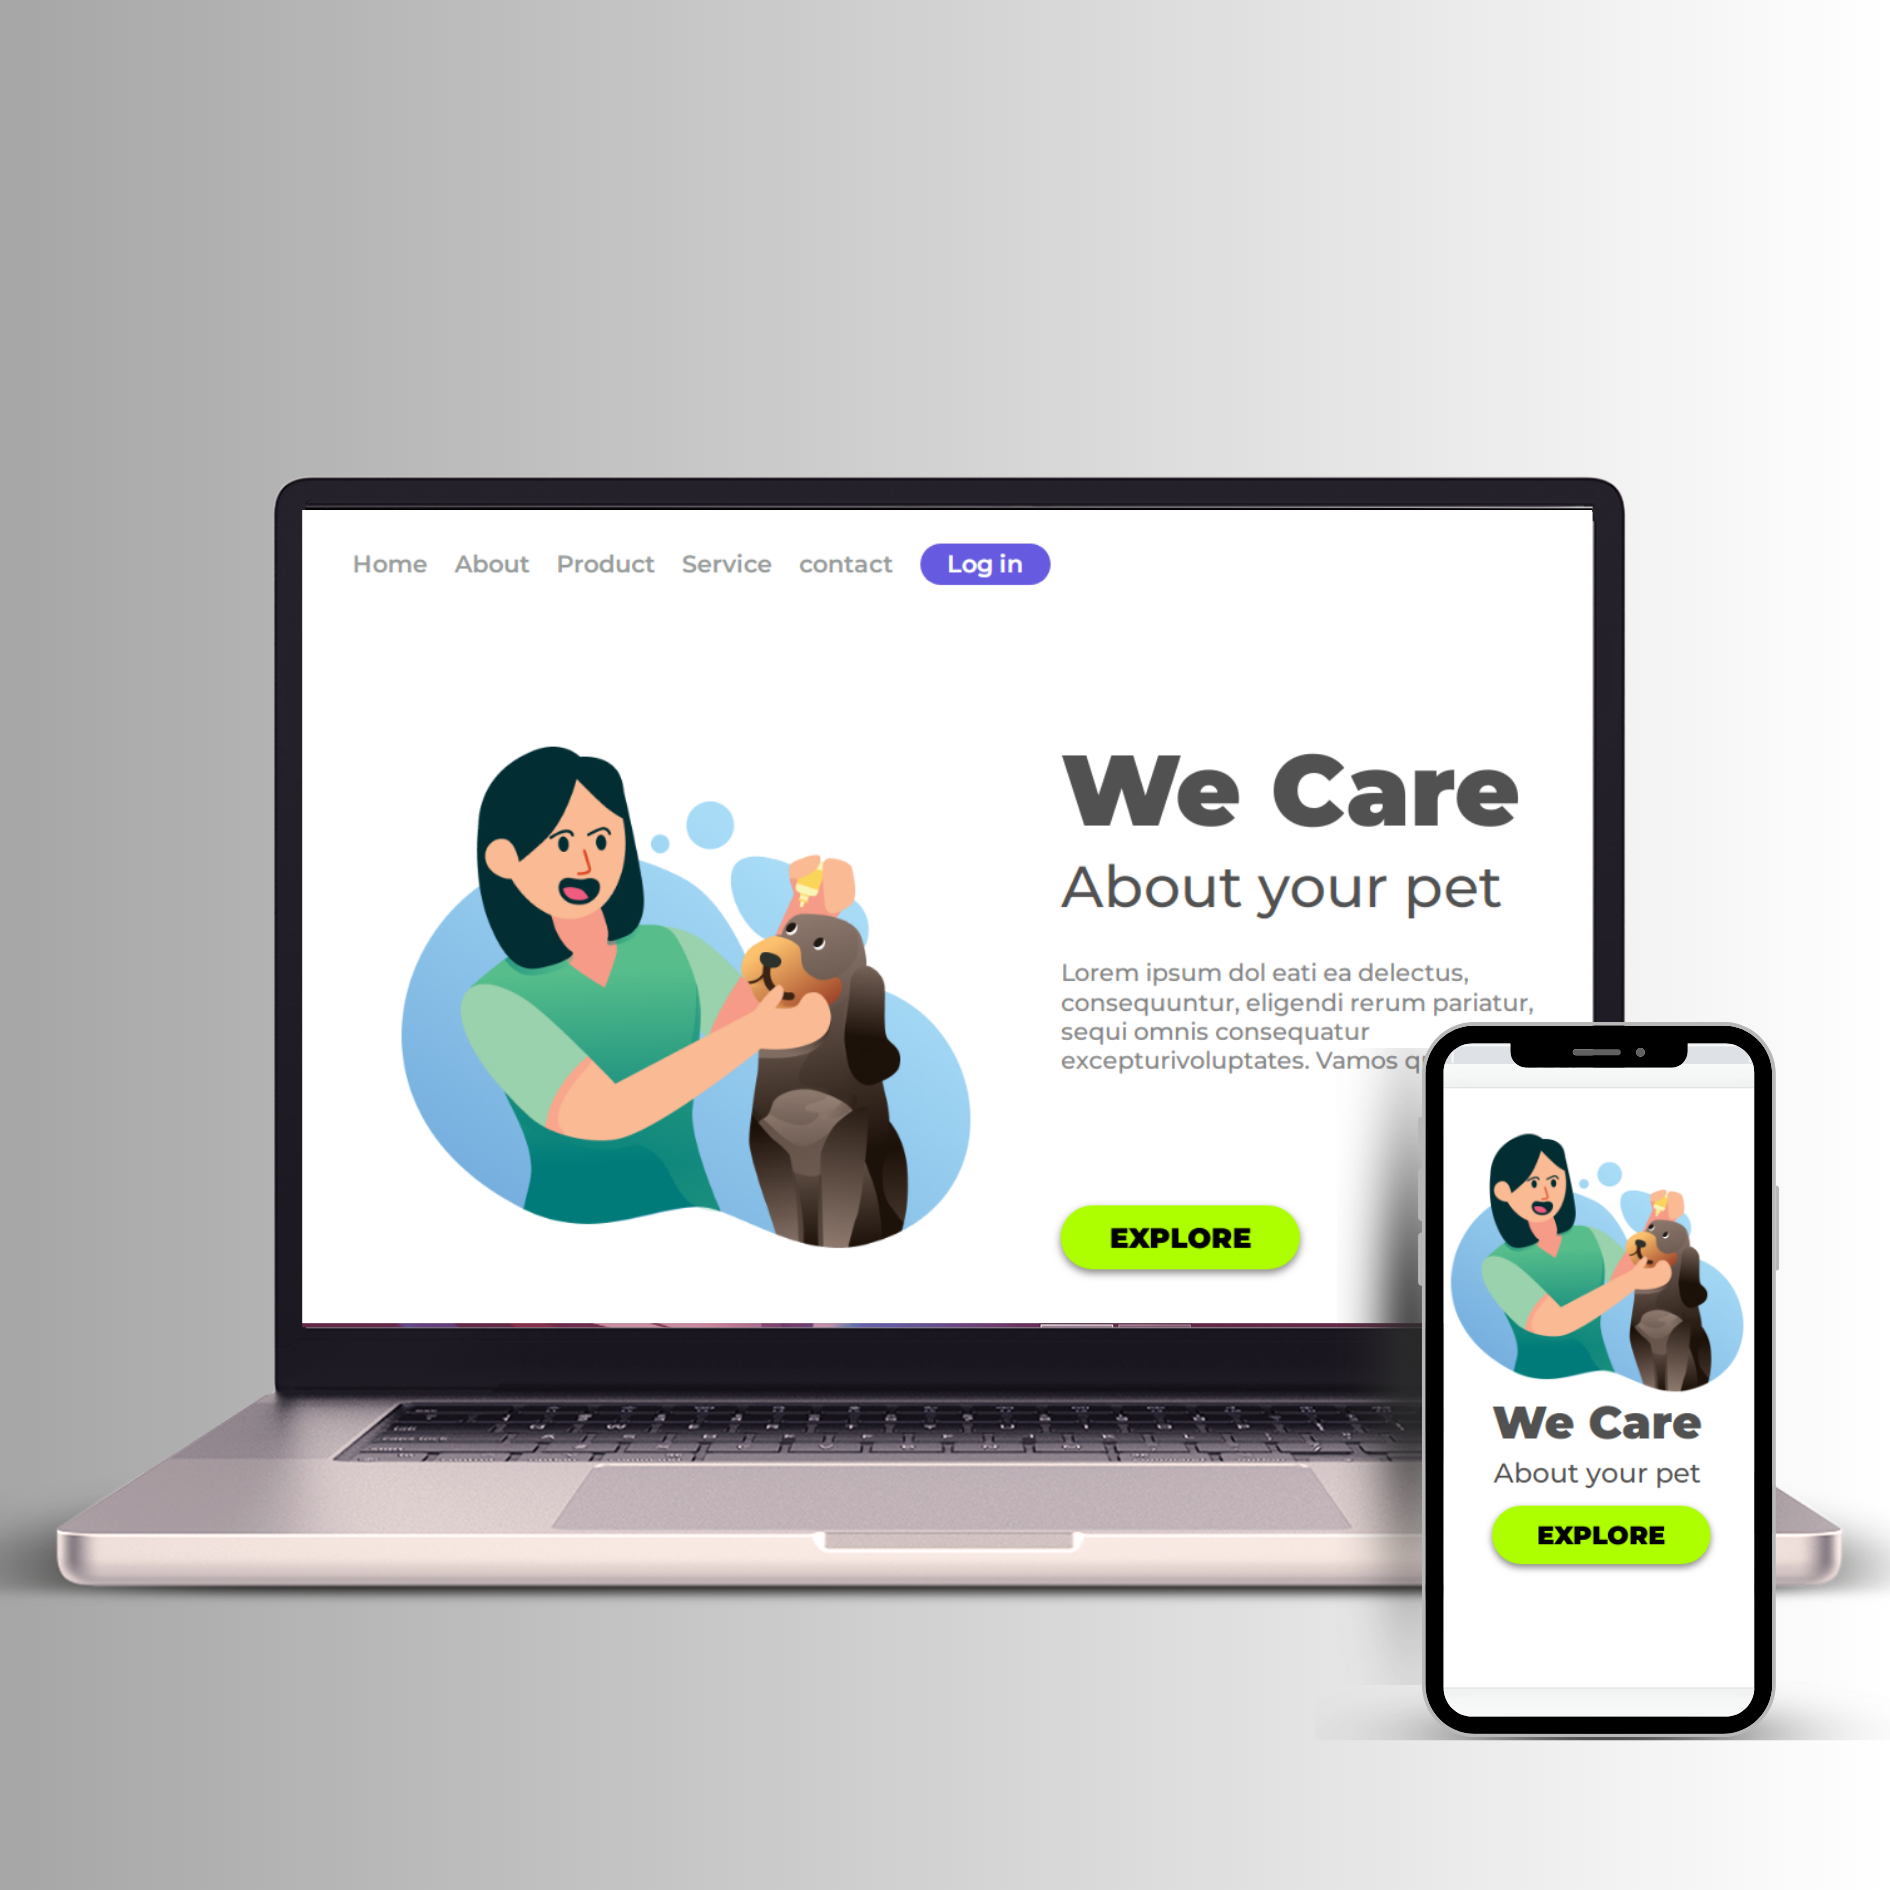 Home About Product Service contact Log in
We Care
About your pet
Lorem ipsum dol eati ea delectus,
consequuntur, eligendi rerum pariatur,
sequi omnis consequatur
excepturivoluptates. Vamos
EXPLORE
We Care
About your pet
EXPLORE